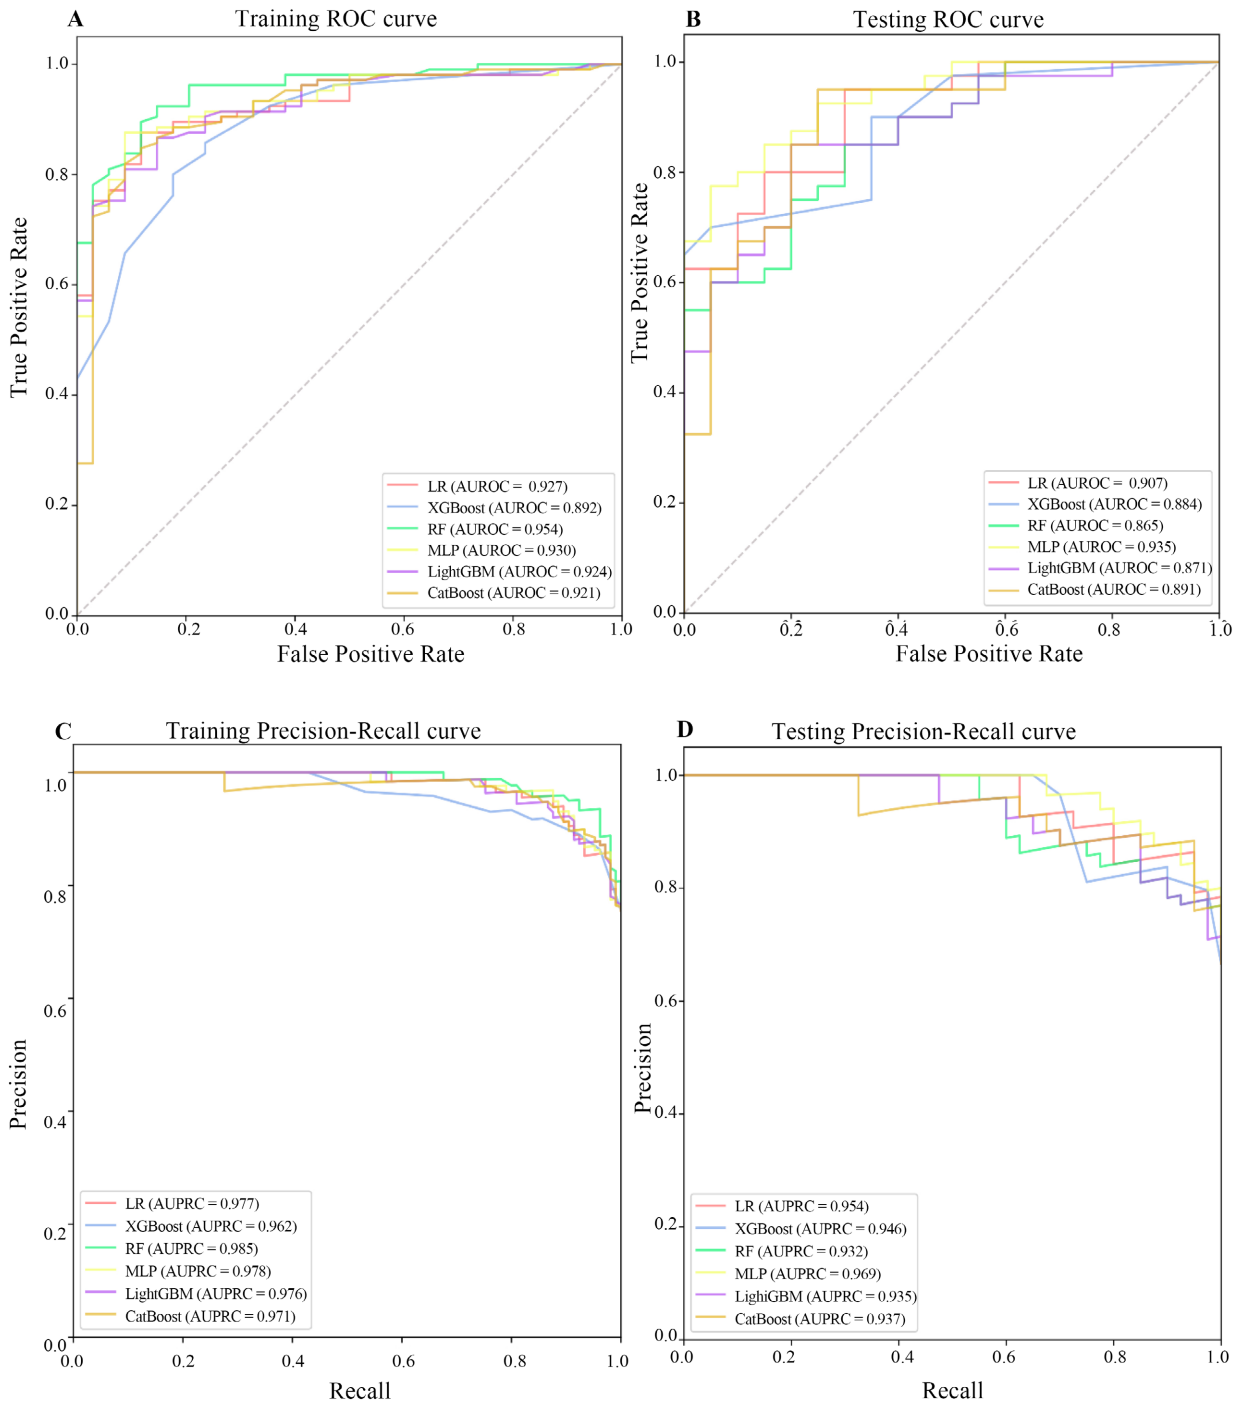 A
Training ROC curve
True Positive Rate
1.0
0.8
0.6
0.4
0.2
0.0
LR (AUROC = 0.927)
XGBoost (AUROC = 0.892)
RF (AUROC = 0.954)
MLP (AUROC = 0.930)
LightGBM (AUROC = 0.924)
CatBoost (AUROC = 0.921)
0.0 0.2 0.4 0.6 0.8 1.0
False Positive Rate
B
Testing ROC curve
True Positive Rate
1.0
0.8
0.6
0.4
0.2
0.0
LR (AUROC = 0.907)
XGBoost (AUROC = 0.884)
RF (AUROC = 0.865)
MLP (AUROC = 0.935)
LightGBM (AUROC = 0.871)
CatBoost (AUROC = 0.891)
0.0 0.2 0.4 0.6 0.8 1.0
False Positive Rate
C
Training Precision-Recall curve
Precision
1.0
0.8
0.6
0.4
0.2
0.0
LR (AUPRC = 0.977)
XGBoost (AUPRC = 0.962)
RF (AUPRC = 0.985)
MLP (AUPRC = 0.978)
LightGBM (AUPRC = 0.976)
CatBoost (AUPRC = 0.971)
0.0 0.2 0.4 0.6 0.8 1.0
Recall
D
Testing Precision-Recall curve
Precision
1.0
0.8
0.6
0.4
0.2
0.0
LR (AUPRC = 0.954)
XGBoost (AUPRC = 0.946)
RF (AUPRC = 0.932)
MLP (AUPRC = 0.969)
LighiGBM (AUPRC = 0.935)
CatBoost (AUPRC = 0.937)
0.0 0.2 0.4 0.6 0.8 1.0
Recall